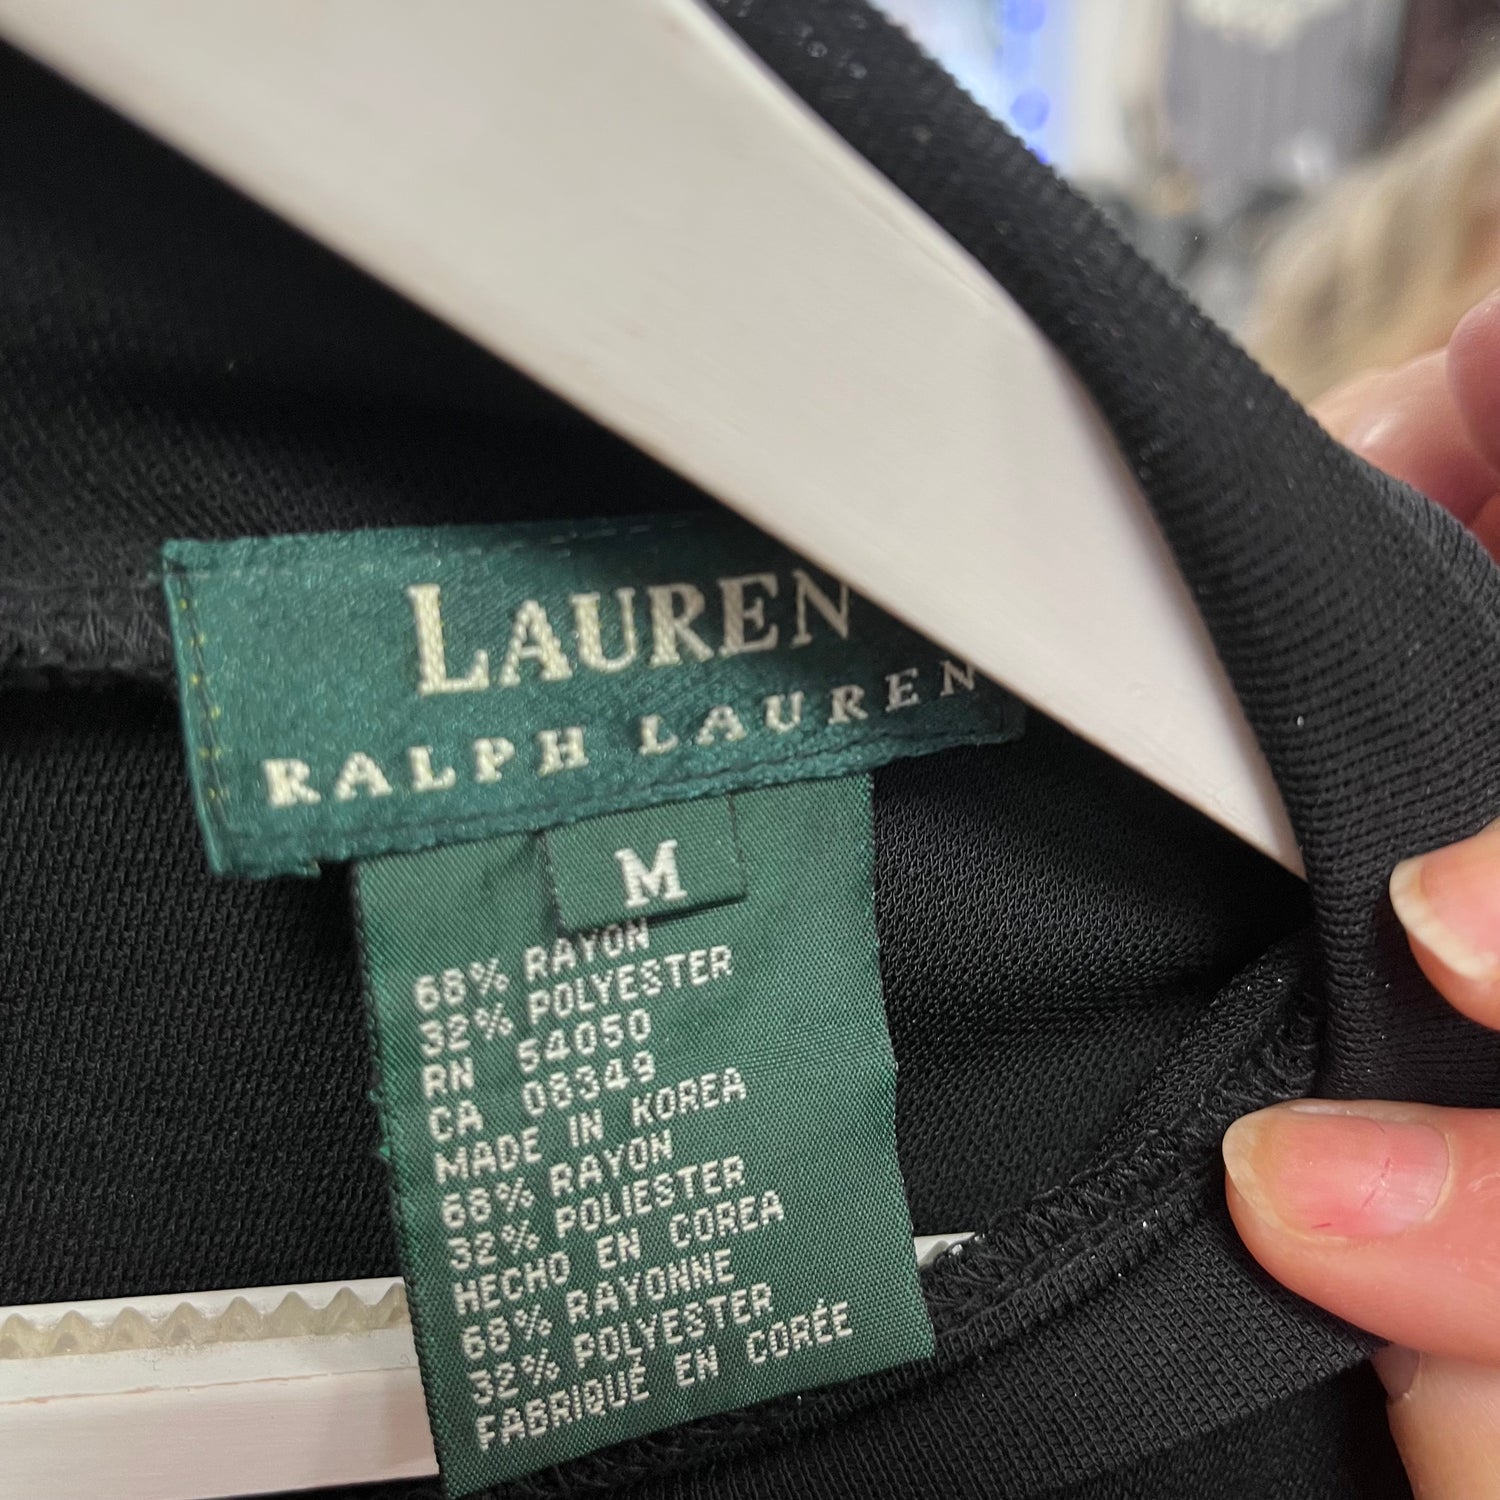 LAUREN
RALPH LAUREN
M
68% RAYON
32% POLYESTER
RN 54050
CA 08349
MADE IN KOREA
68% RAYON
32% POLIESTER
HECHO EN COREA
68% RAYONNE
32% POLYESTER
FABRIQUÉ EN CORÉE